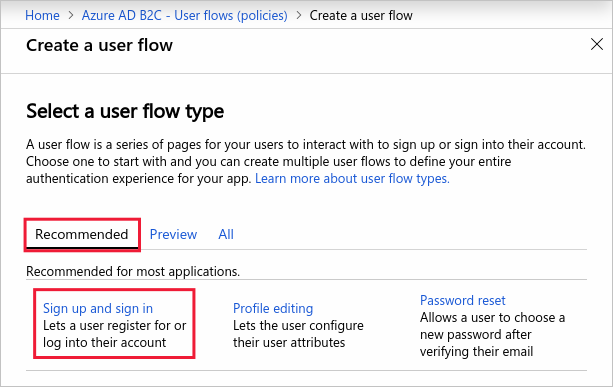 Home > Azure AD B2C - User flows (policies) > Create a user flow
Create a user flow
Select a user flow type
A user flow is a series of pages for your users to interact with to sign up or sign into their account.
Choose one to start with and you can create multiple user flows to define your entire
authentication experience for your app. Learn more about user flow types.
Recommended Preview All
Recommended for most applications.
Sign up and sign in
Lets a user register for or
log into their account
Profile editing
Lets the user configure
their user attributes
Password reset
Allows a user to choose a
new password after
verifying their email